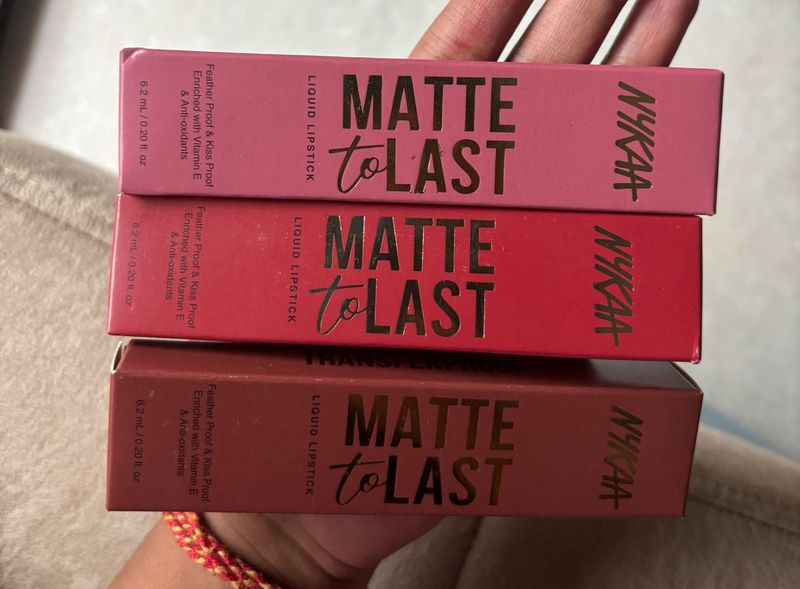 Feather Proof & Kiss Proof
Enriched with Vitamin E
& Anti-oxidants
6.2 mL / 0.20 fl. oz
LIQUID LIPSTICK
MATTE
to LAST
NYKAA
Feather Proof & Kiss Proof
Enriched with Vitamin E
& Anti-oxidants
6.2 mL / 0.20 fl. oz
LIQUID LIPSTICK
MATTE
to LAST
NYKAA
TRANSFERPROOF
Feather Proof & Kiss Proof
Enriched with Vitamin E
& Anti-oxidants
6.2 mL / 0.20 fl. oz
LIQUID LIPSTICK
MATTE
to LAST
NYKAA